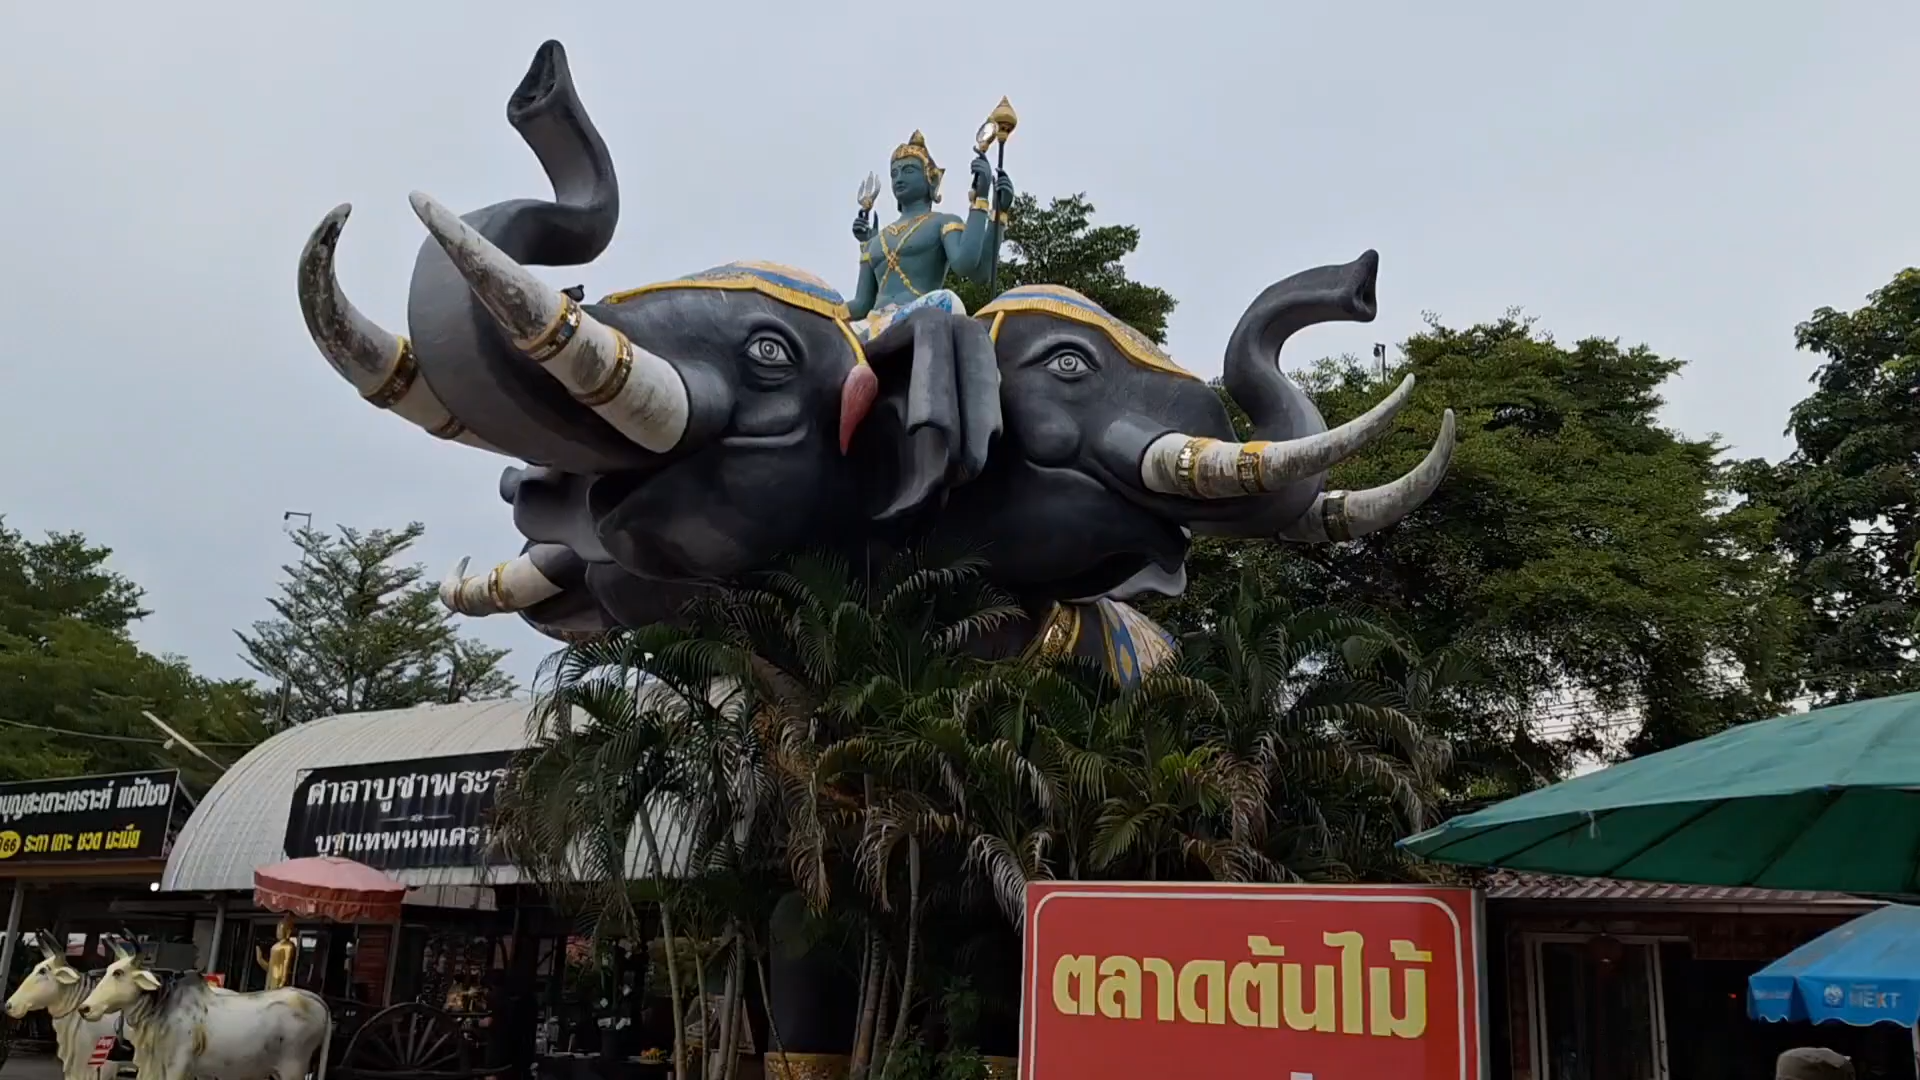 บุญสะเดาะเคราะห์ แก้ปีชง
ระกา เถาะ ชวด มะเมีย
ศาลาบูชาพระ
บูชาเทพนพเคร
ตลาดต้นไม้
NEXT